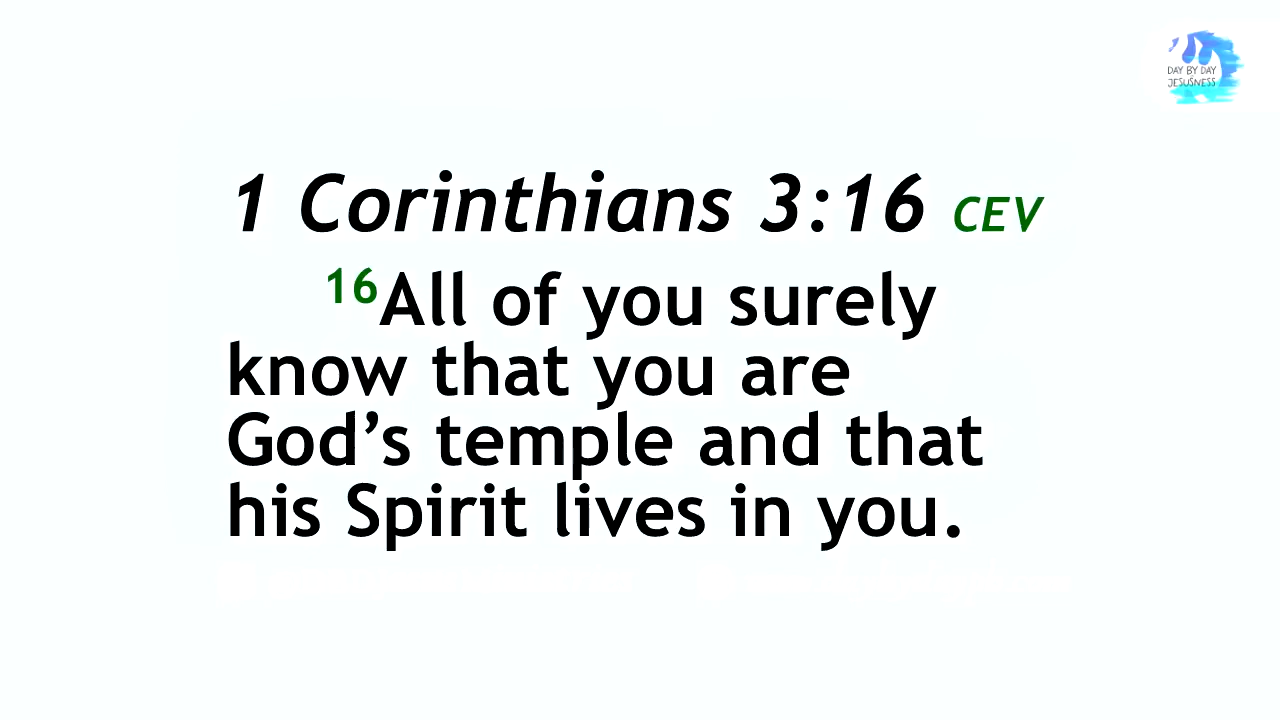 DAY BY DAY
JESUSNESS
1 Corinthians 3:16 CEV
16All of you surely
know that you are
God’s temple and that
his Spirit lives in you.